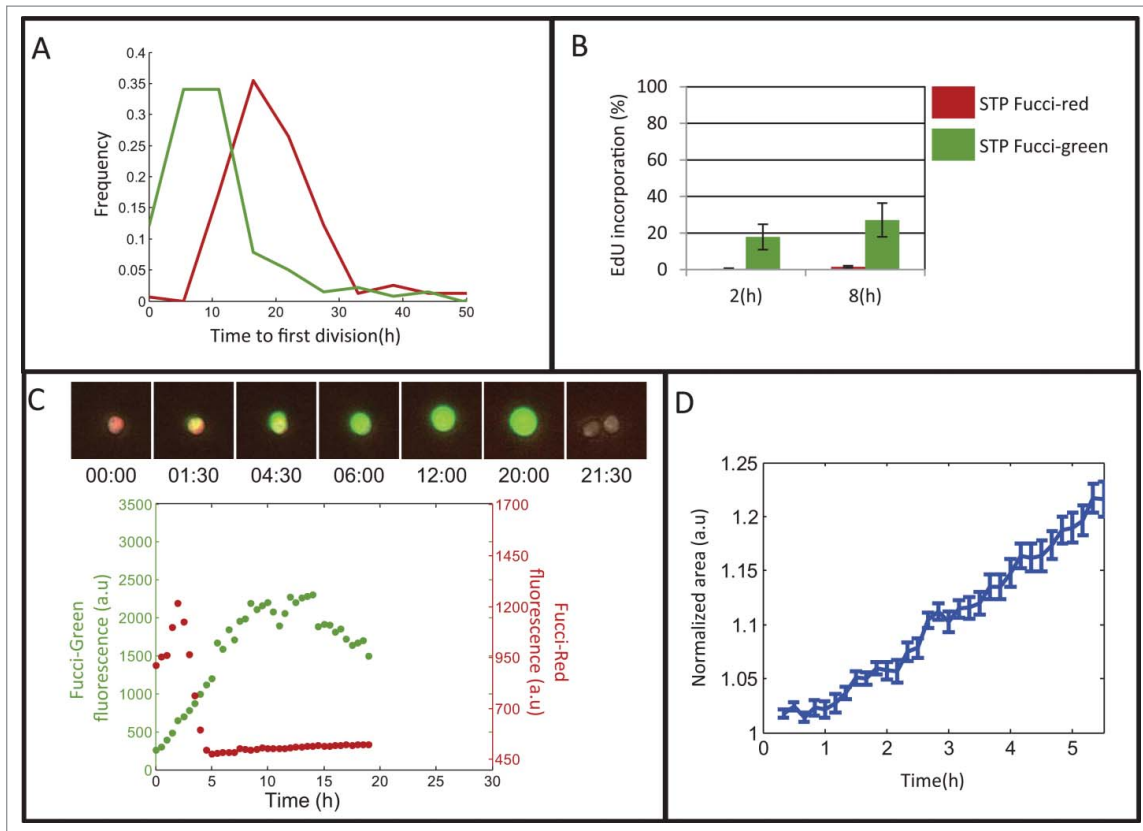 A
Frequency
0.4
0.35
0.3
0.25
0.2
0.15
0.1
0.05
0
0 10 20 30 40 50
Time to first division(h)
B
EdU incorporation (%)
100
80
60
40
20
0
2(h) 8(h)
STP Fucci-red
STP Fucci-green
C
00:00 01:30 04:30 06:00 12:00 20:00 21:30
Fucci-Green
fluorescence (a.u)
3500
3000
2500
2000
1500
1000
500
0
1700
1450
1200
950
700
450
Fucci-Red
fluorescence (a.u)
0 5 10 15 20 25 30
Time (h)
D
Normalized area (a.u)
1.25
1.2
1.15
1.1
1.05
1
0 1 2 3 4 5
Time(h)